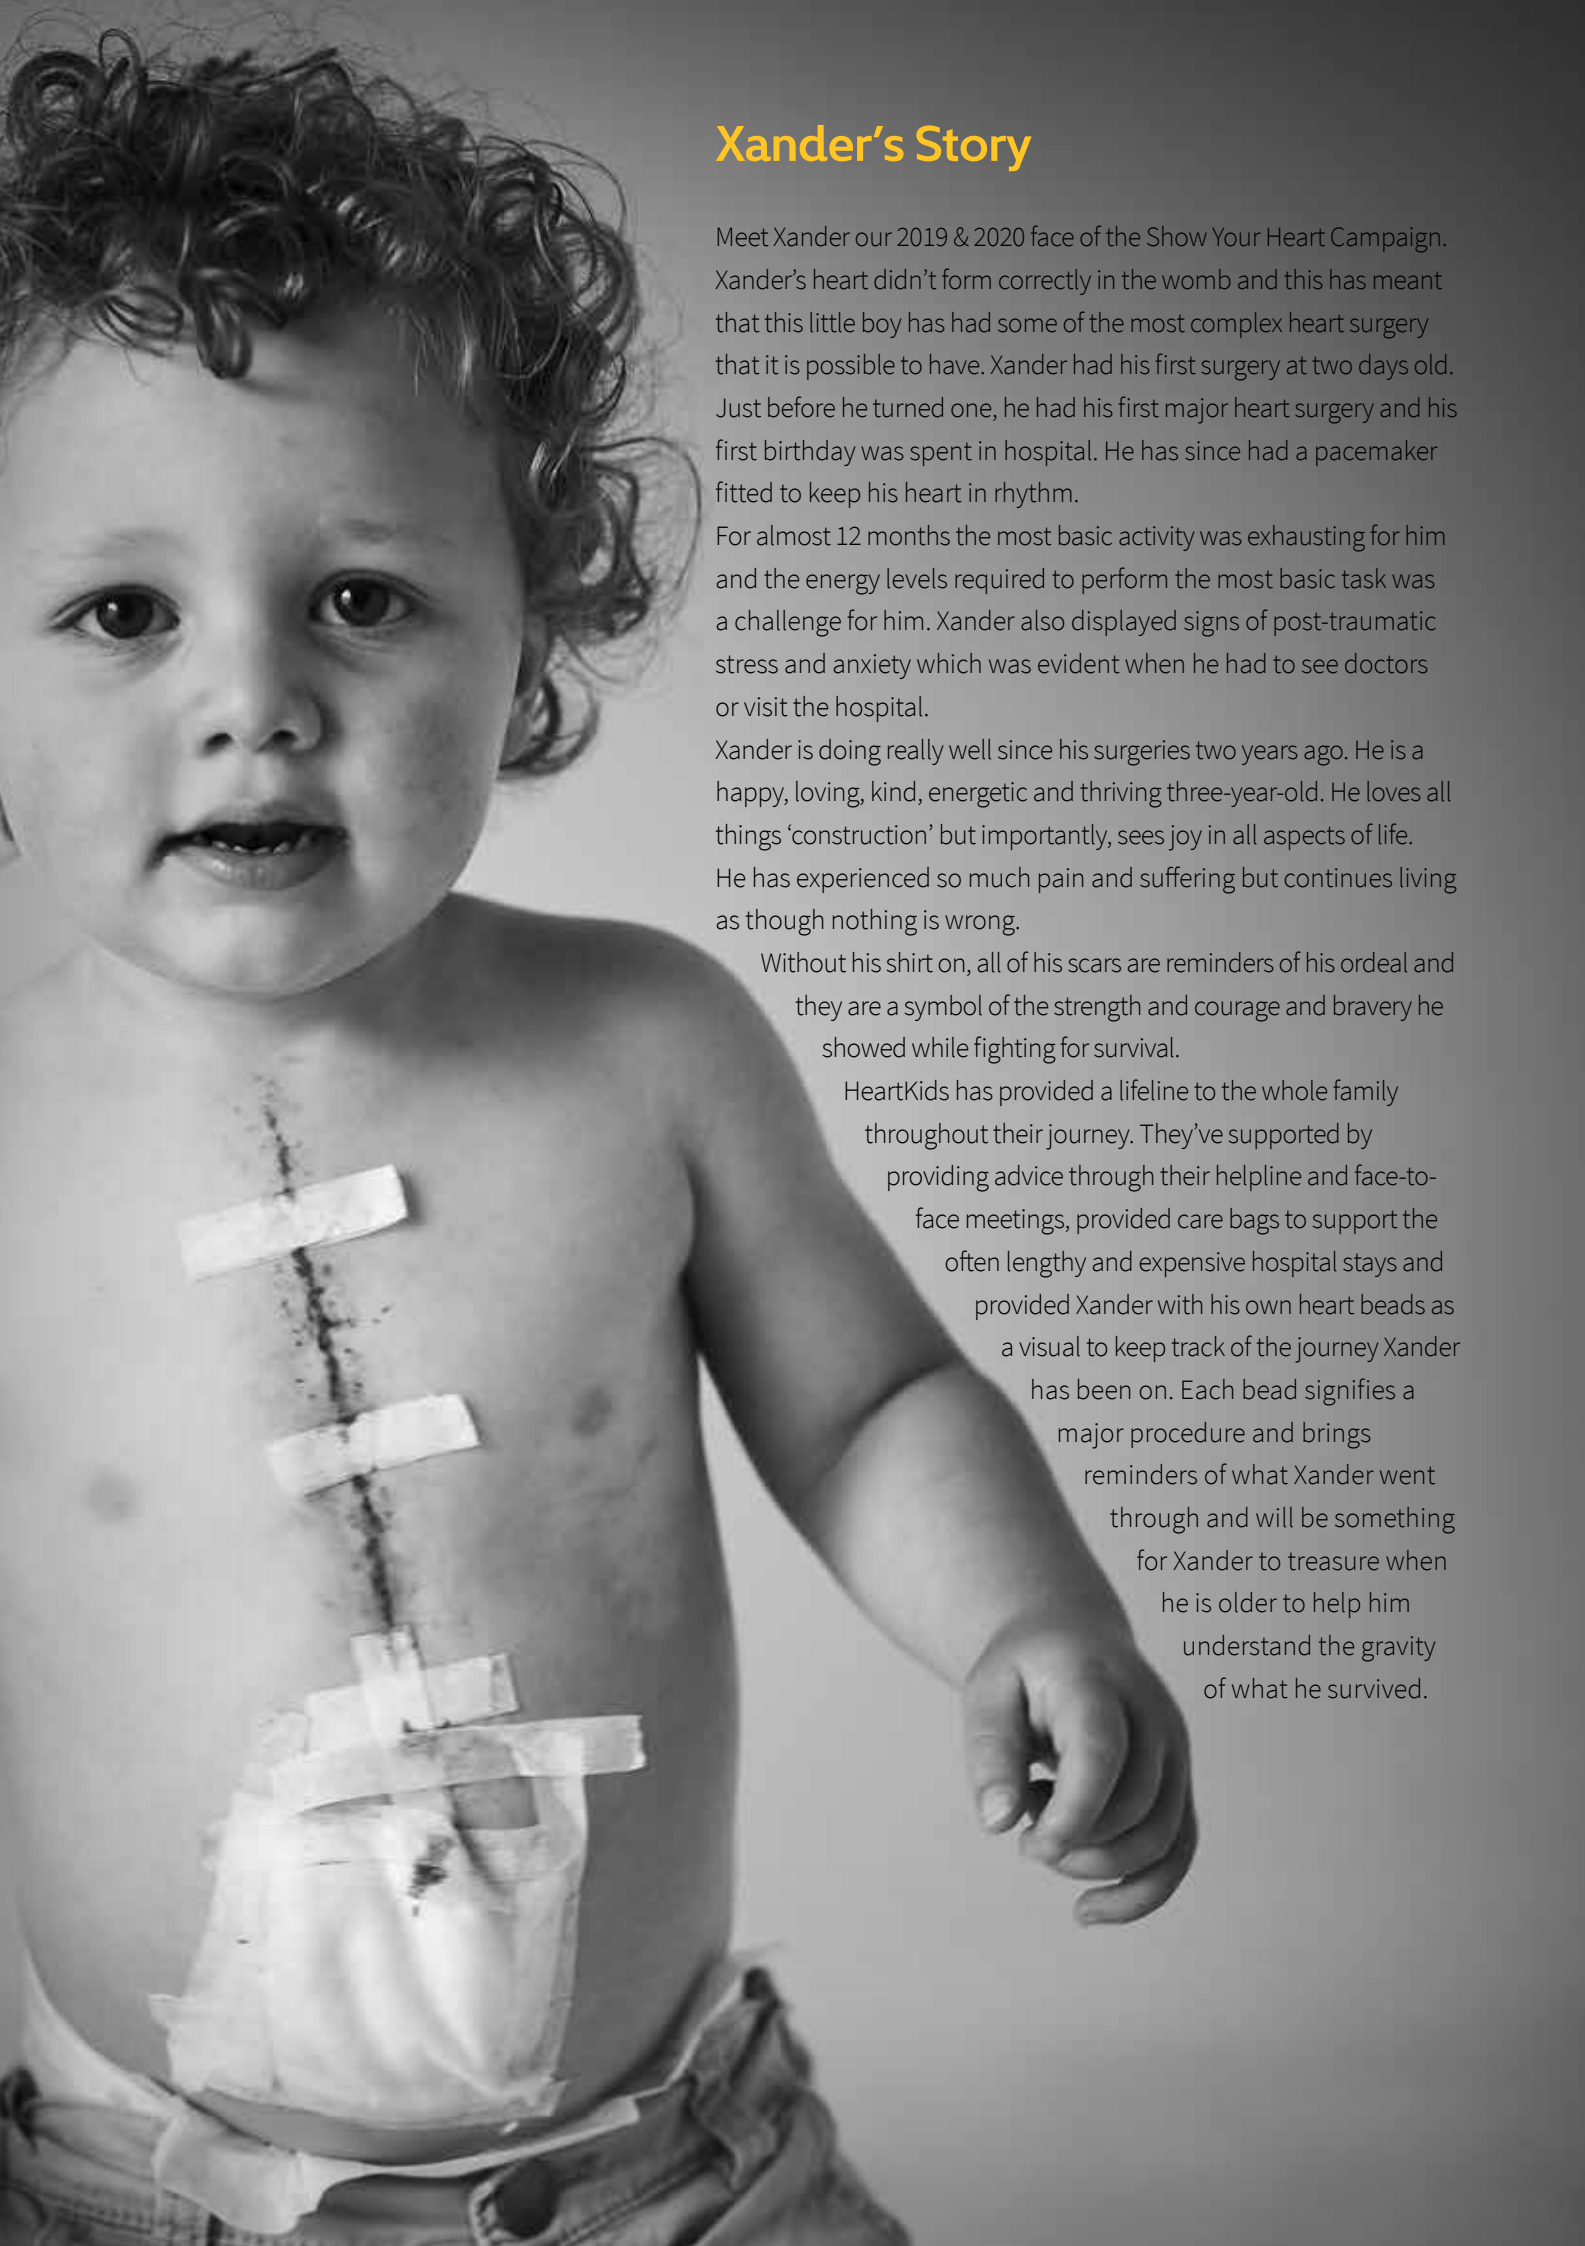 Xander’s Story
Meet Xander our 2019 & 2020 face of the Show Your Heart Campaign.
Xander’s heart didn’t form correctly in the womb and this has meant
that this little boy has had some of the most complex heart surgery
that it is possible to have. Xander had his first surgery at two days old.
Just before he turned one, he had his first major heart surgery and his
first birthday was spent in hospital. He has since had a pacemaker
fitted to keep his heart in rhythm.
For almost 12 months the most basic activity was exhausting for him
and the energy levels required to perform the most basic task was
a challenge for him. Xander also displayed signs of post-traumatic
stress and anxiety which was evident when he had to see doctors
or visit the hospital.
Xander is doing really well since his surgeries two years ago. He is a
happy, loving, kind, energetic and thriving three-year-old. He loves all
things ‘construction’ but importantly, sees joy in all aspects of life.
He has experienced so much pain and suffering but continues living
as though nothing is wrong.
Without his shirt on, all of his scars are reminders of his ordeal and
they are a symbol of the strength and courage and bravery he
showed while fighting for survival.
HeartKids has provided a lifeline to the whole family
throughout their journey. They’ve supported by
providing advice through their helpline and face-to-
face meetings, provided care bags to support the
often lengthy and expensive hospital stays and
provided Xander with his own heart beads as
a visual to keep track of the journey Xander
has been on. Each bead signifies a
major procedure and brings
reminders of what Xander went
through and will be something
for Xander to treasure when
he is older to help him
understand the gravity
of what he survived.